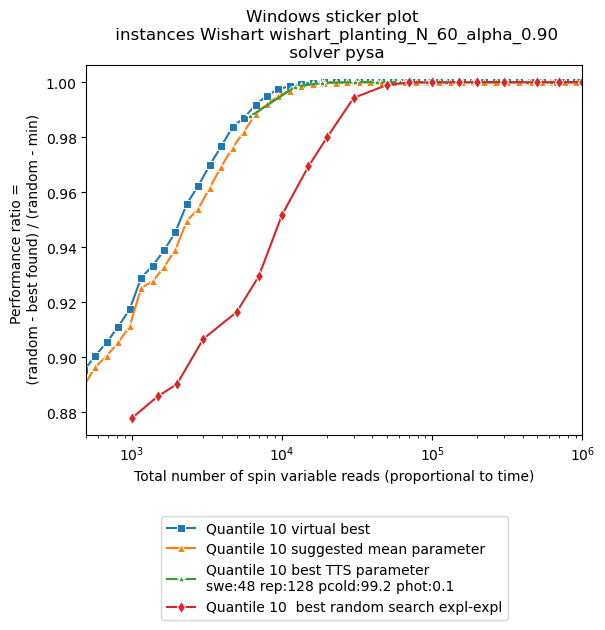 Windows sticker plot
instances Wishart wishart_planting_N_60_alpha_0.90
solver pysa
Performance ratio =
(random - best found) / (random - min)
1.00
0.98
0.96
0.94
0.92
0.90
0.88
10³
10⁴
10⁵
10⁶
Total number of spin variable reads (proportional to time)
Quantile 10 virtual best
Quantile 10 suggested mean parameter
Quantile 10 best TTS parameter
swe:48 rep:128 pcold:99.2 phot:0.1
Quantile 10  best random search expl-expl